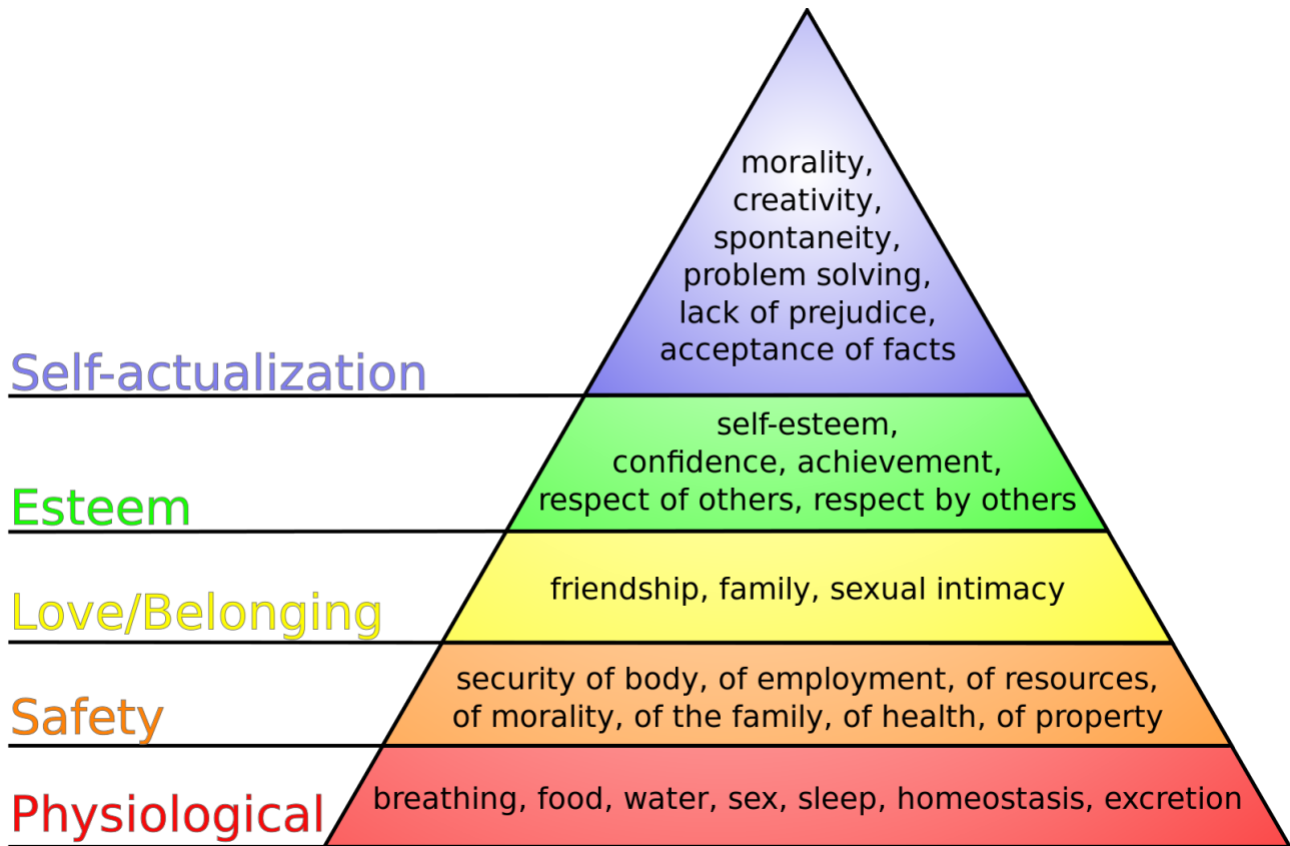 morality,
creativity,
spontaneity,
problem solving,
lack of prejudice,
acceptance of facts
Self-actualization
self-esteem,
confidence, achievement,
respect of others, respect by others
Esteem
friendship, family, sexual intimacy
Love/Belonging
security of body, of employment, of resources,
of morality, of the family, of health, of property
Safety
breathing, food, water, sex, sleep, homeostasis, excretion
Physiological